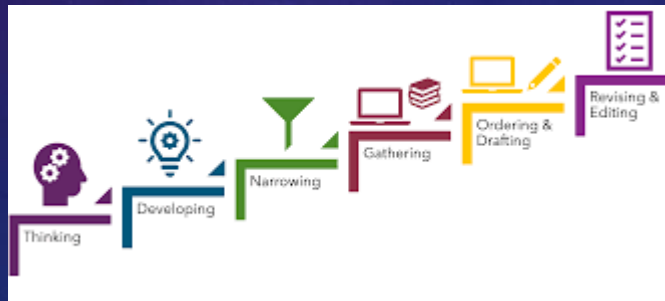 Thinking
Developing
Narrowing
Gathering
Ordering &
Drafting
Revising &
Editing